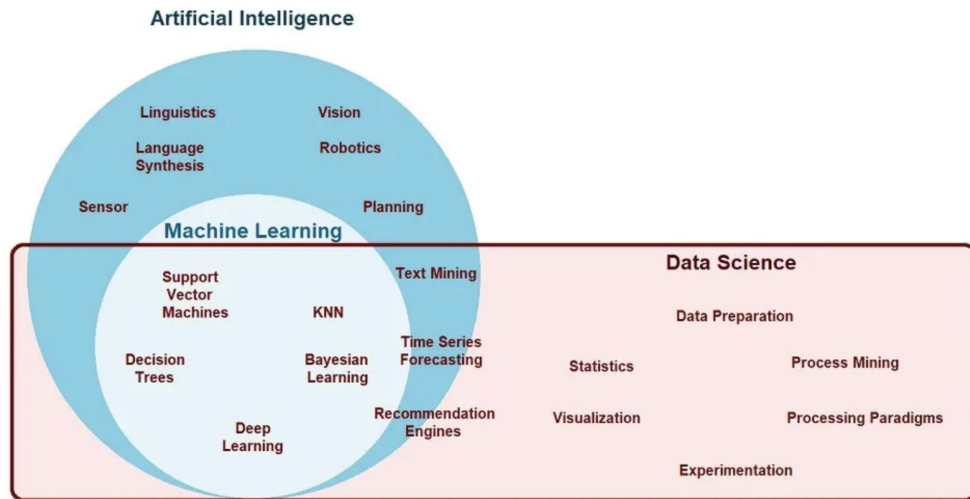 Artificial Intelligence
Linguistics
Vision
Language
Synthesis
Robotics
Sensor
Planning
Machine Learning
Support
Vector
Machines
KNN
Text Mining
Decision
Trees
Bayesian
Learning
Time Series
Forecasting
Deep
Learning
Recommendation
Engines
Data Science
Data Preparation
Statistics
Process Mining
Visualization
Processing Paradigms
Experimentation